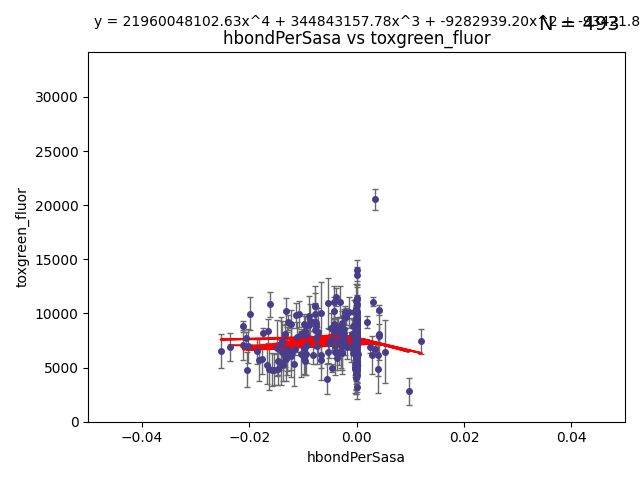 y = 21960048102.63x^4 + 344843157.78x^3 + -9282939.20x^2 +
N = 493
hbondPerSasa vs toxgreen_fluor
30000
25000
20000
15000
10000
5000
0
toxgreen_fluor
-0.04 -0.02 0.00 0.02 0.04
hbondPerSasa